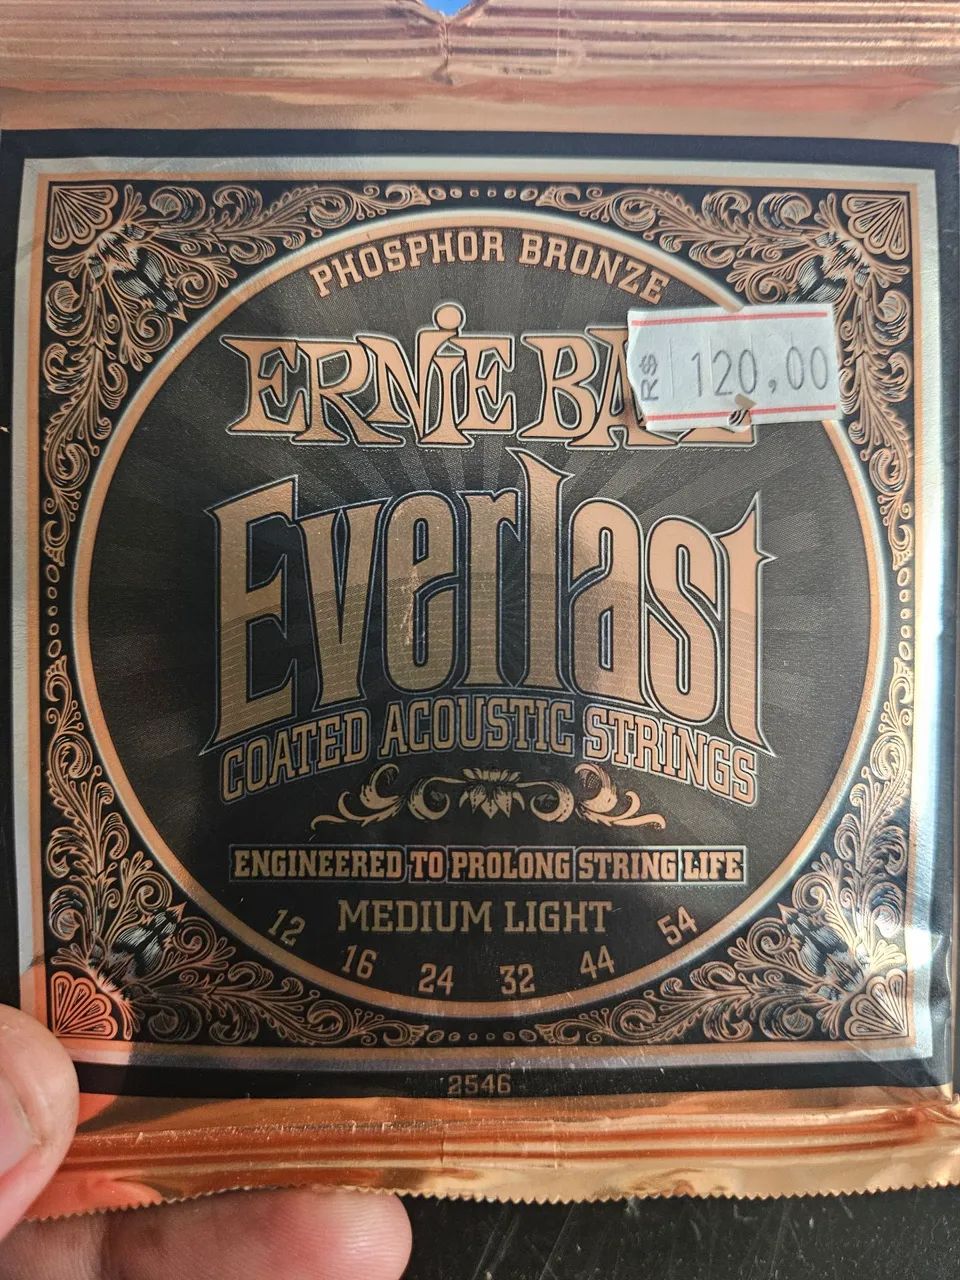 PHOSPHOR BRONZE
ERNIE BALL
R$ 120,00
Everlast
COATED ACOUSTIC STRINGS
ENGINEERED TO PROLONG STRING LIFE
MEDIUM LIGHT
12 16 24 32 44 54
2546